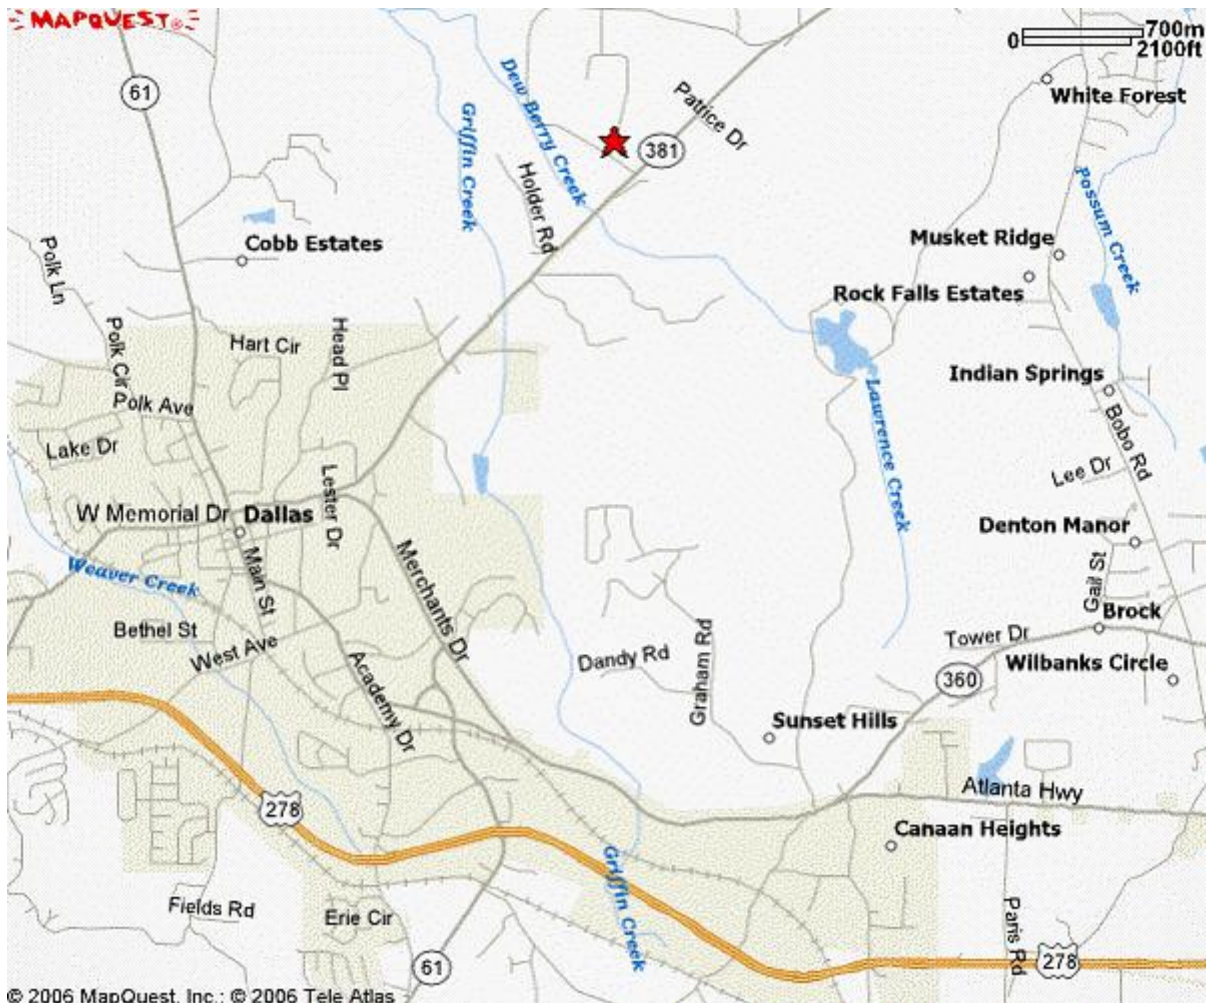 MAPQUEST®
0
700m
2100ft
61
Griffin Creek
Dew Berry Creek
Patrice Dr
381
White Forest
Holder Rd
Possum Creek
Polk Ln
Cobb Estates
Musket Ridge
Rock Falls Estates
Polk Cir
Hart Cir
Head Pl
Indian Springs
Polk Ave
Lawrence Creek
Bobo Rd
Lake Dr
Lester Dr
Lee Dr
W Memorial Dr
Dallas
Denton Manor
Weaver Creek
Main St
Merchants Dr
Gail St
Brock
Bethel St
West Ave
Tower Dr
Dandy Rd
Graham Rd
Wilbanks Circle
Academy Dr
360
Sunset Hills
278
Atlanta Hwy
Canaan Heights
Griffin Creek
Fields Rd
Erie Cir
Paris Rd
61
278
© 2006 MapQuest, Inc.; © 2006 Tele Atlas